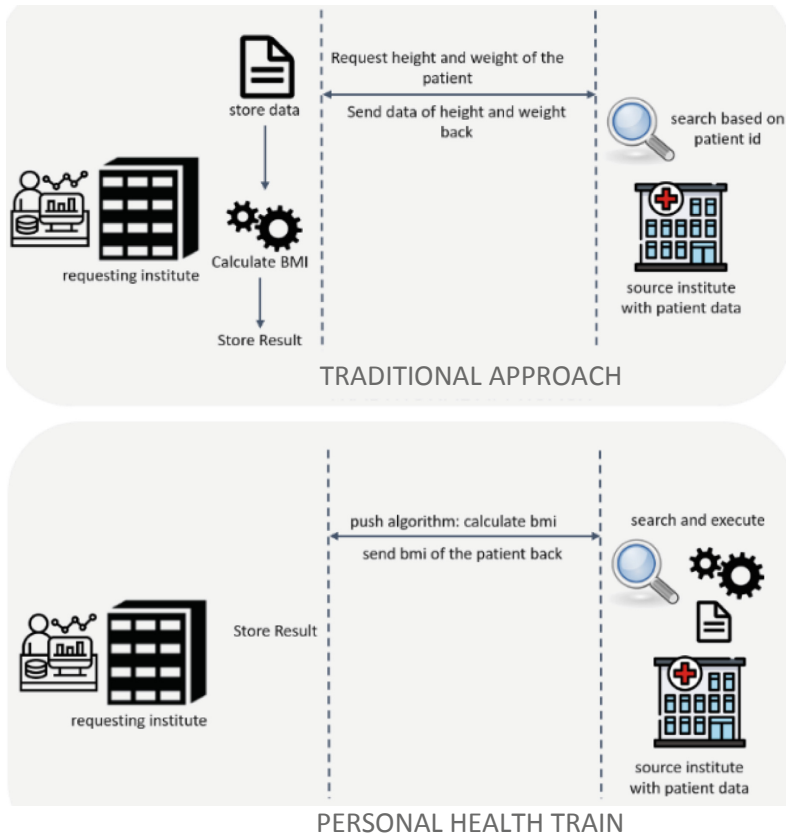 Request height and weight of the
patient
store data
Send data of height and weight
back
search based on
patient id
requesting institute
Calculate BMI
source institute
with patient data
Store Result
TRADITIONAL APPROACH
push algorithm: calculate bmi
search and execute
send bmi of the patient back
Store Result
requesting institute
source institute
with patient data
PERSONAL HEALTH TRAIN